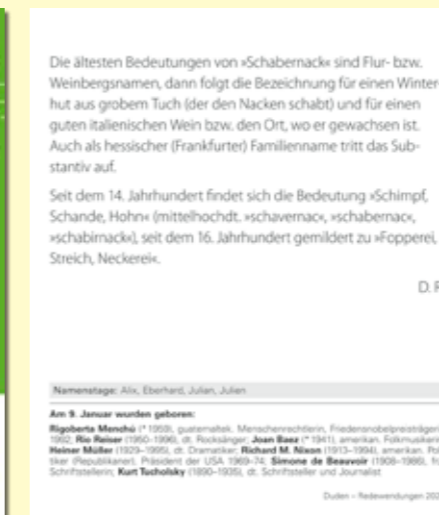 Die ältesten Bedeutungen von »Schabernack« sind Flur- bzw.
Weinbergsnamen, dann folgt die Bezeichnung für einen Winter-
hut aus grobem Tuch (der den Nacken schabt) und für einen
guten italienischen Wein bzw. den Ort, wo er gewachsen ist.
Auch als hessischer (Frankfurter) Familienname tritt das Sub-
stantiv auf.
Seit dem 14. Jahrhundert findet sich die Bedeutung »Schimpf,
Schande, Hohn« (mittelhochdt. »schavernac«, »schabernac«,
»schabirnack«), seit dem 16. Jahrhundert gemildert zu »Fopperei,
Streich, Neckerei«.
D.
Namenstage: Alix, Eberhard, Julian, Julien
Am 9. Januar wurden geboren:
Rigoberta Menchú (*1959), guatemaltek. Menschenrechtlerin, Friedensnobelpreisträgeri
1992; Rio Reiser (1950–1996), dt. Rocksänger; Joan Baez (*1941), amerikan. Folkmusikerin
Heiner Müller (1929–1995), dt. Dramatiker; Richard M. Nixon (1913–1994), amerikan. Pol
tiker (Republikaner), Präsident der USA 1969–74; Simone de Beauvoir (1908–1986), fr
Schriftstellerin; Kurt Tucholsky (1890–1935), dt. Schriftsteller und Journalist
Duden – Redewendungen 202